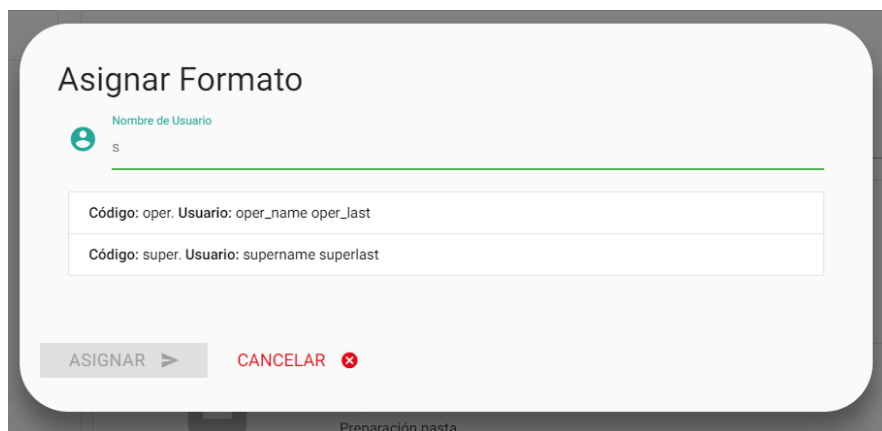 Asignar Formato
Nombre de Usuario
s
Código: oper. Usuario: oper_name oper_last
Código: super. Usuario: supername superlast
ASIGNAR
CANCELAR
Preparación pasta